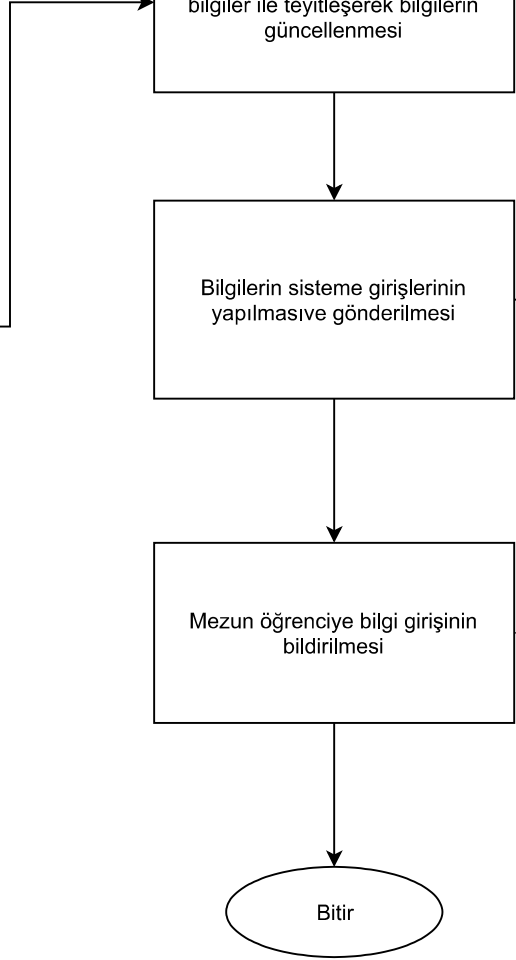 bilgiler ile teyitleşerek bilgilerin
güncellenmesi
Bilgilerin sisteme girişlerinin
yapılmasıve gönderilmesi
Mezun öğrenciye bilgi girişinin
bildirilmesi
Bitir